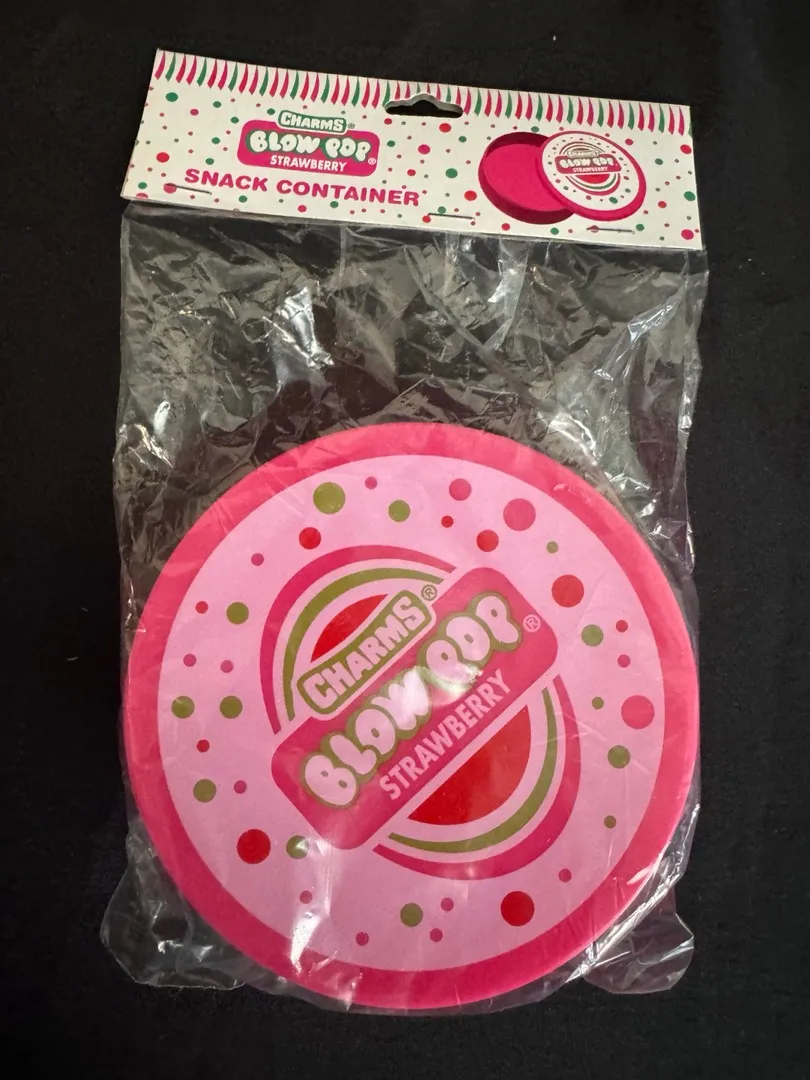 CHARMS®
BLOW POP®
STRAWBERRY
SNACK CONTAINER
CHARMS
BLOW POP
STRAWBERRY
CHARMS®
BLOW POP®
STRAWBERRY